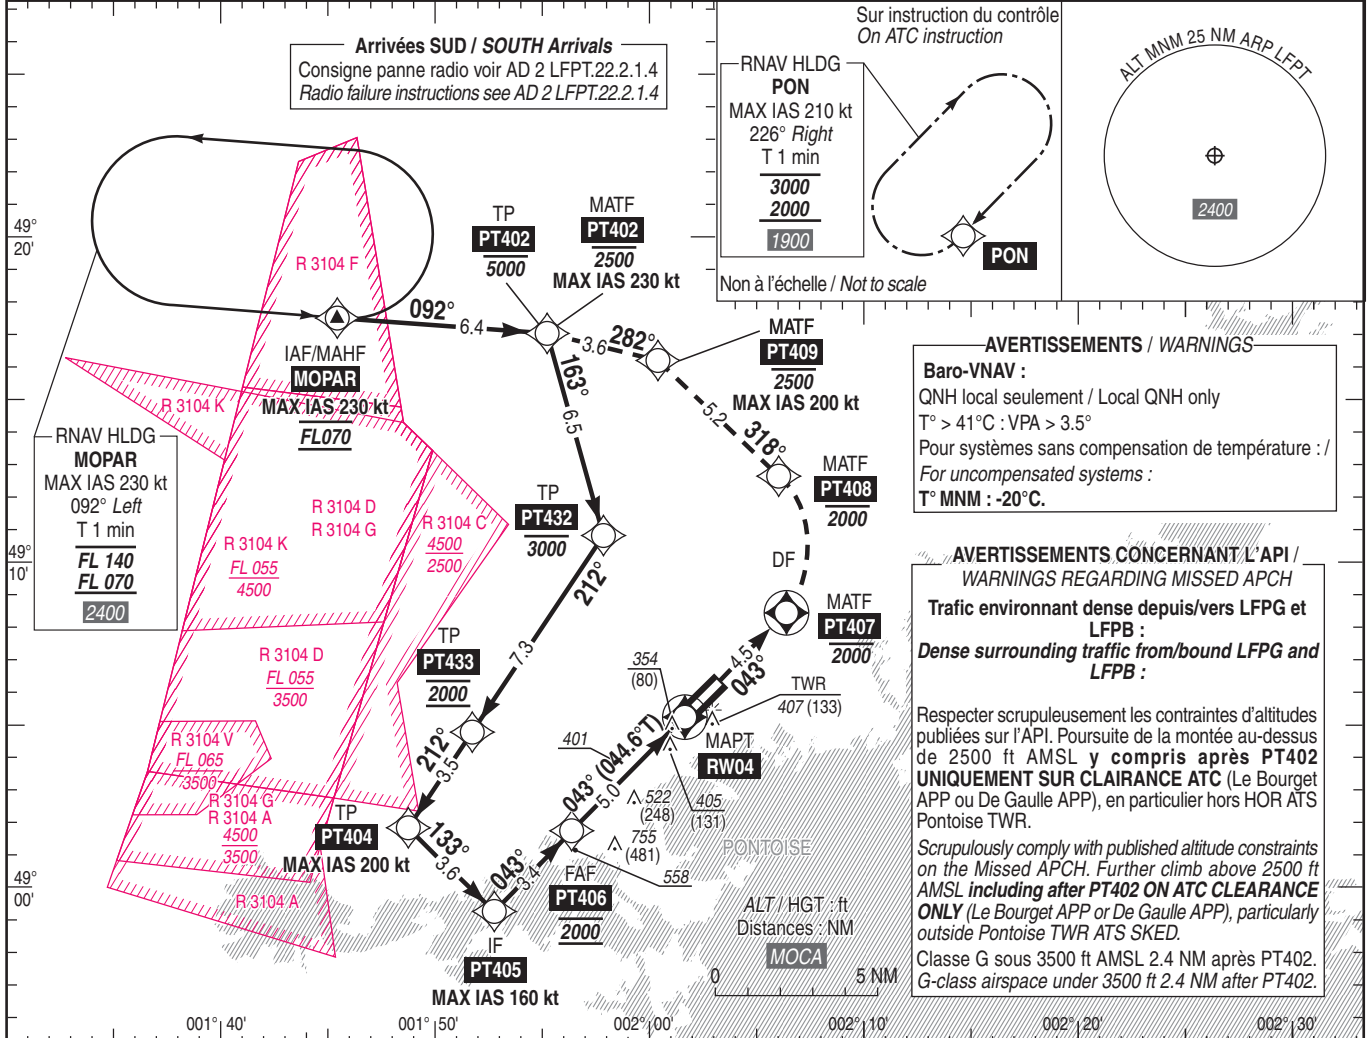 Arrivées SUD / SOUTH Arrivals
Consigne panne radio voir AD 2 LFPT.22.2.1.4
Radio failure instructions see AD 2 LFPT.22.2.1.4
Sur instruction du contrôle
On ATC instruction
RNAV HLDG
PON
MAX IAS 210 kt
226° Right
T 1 min
3000
2000
1900
PON
Non à l'échelle / Not to scale
ALT MNM 25 NM ARP LFPT
2400
49°
20'
R 3104 F
TP
PT402
5000
MATF
PT402
2500
MAX IAS 230 kt
092°
6.4
3.6
282°
MATF
PT409
2500
MAX IAS 200 kt
IAF/MAHF
MOPAR
MAX IAS 230 kt
FL070
R 3104 K
163°
6.5
5.2
318°
RNAV HLDG
MOPAR
MAX IAS 230 kt
092° Left
T 1 min
FL 140
FL 070
2400
MATF
PT408
2000
TP
PT432
3000
R 3104 D
R 3104 G
R 3104 C
4500
2500
R 3104 K
FL 055
4500
49°
10'
212°
DF
MATF
PT407
2000
TP
PT433
2000
7.3
R 3104 D
FL 055
3500
354
(80)
4.5
043°
TWR
407 (133)
R 3104 V
FL 065
3500
212°
3.5
401
043° (044.6°T)
5.0
MAPT
RW04
R 3104 G
R 3104 A
4500
3500
TP
PT404
MAX IAS 200 kt
522
(248)
405
(131)
755
(481)
PONTOISE
133°
3.6
043°
3.4
558
49°
00'
R 3104 A
FAF
PT406
2000
ALT / HGT : ft
Distances : NM
MOCA
0
5 NM
IF
PT405
MAX IAS 160 kt
001° 40'
001° 50'
002° 00'
002° 10'
002° 20'
002° 30'
AVERTISSEMENTS / WARNINGS
Baro-VNAV :
QNH local seulement / Local QNH only
T° > 41°C : VPA > 3.5°
Pour systèmes sans compensation de température : /
For uncompensated systems :
T° MNM : -20°C.
AVERTISSEMENTS CONCERNANT L'API /
WARNINGS REGARDING MISSED APCH
Trafic environnant dense depuis/vers LFPG et
LFPB :
Dense surrounding traffic from/bound LFPG and
LFPB :
Respecter scrupuleusement les contraintes d'altitudes
publiées sur l'API. Poursuite de la montée au-dessus
de 2500 ft AMSL y compris après PT402
UNIQUEMENT SUR CLAIRANCE ATC (Le Bourget
APP ou De Gaulle APP), en particulier hors HOR ATS
Pontoise TWR.
Scrupulously comply with published altitude constraints
on the Missed APCH. Further climb above 2500 ft
AMSL including after PT402 ON ATC CLEARANCE
ONLY (Le Bourget APP or De Gaulle APP), particularly
outside Pontoise TWR ATS SKED.
Classe G sous 3500 ft AMSL 2.4 NM après PT402.
G-class airspace under 3500 ft 2.4 NM after PT402.